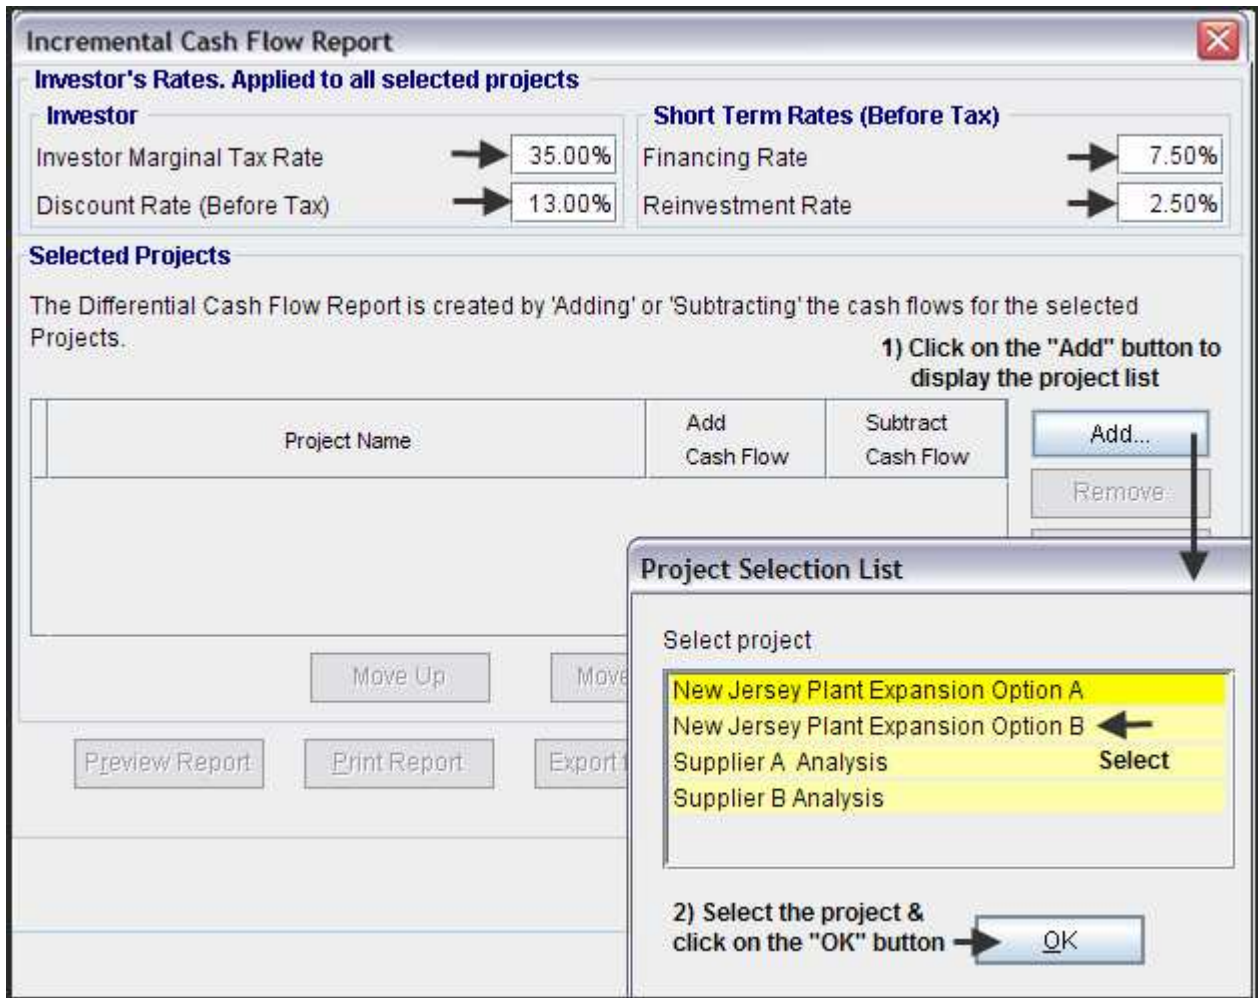 Incremental Cash Flow Report
Investor's Rates. Applied to all selected projects
Investor
Short Term Rates (Before Tax)
Investor Marginal Tax Rate 35.00%
Financing Rate 7.50%
Discount Rate (Before Tax) 13.00%
Reinvestment Rate 2.50%
Selected Projects
The Differential Cash Flow Report is created by 'Adding' or 'Subtracting' the cash flows for the selected
Projects.
1) Click on the "Add" button to
display the project list
Project Name
Add
Cash Flow
Subtract
Cash Flow
Add...
Remove
Project Selection List
Select project
New Jersey Plant Expansion Option A
New Jersey Plant Expansion Option B
Select
Supplier A Analysis
Supplier B Analysis
Move Up
Move
Preview Report
Print Report
Export
2) Select the project &
click on the "OK" button
OK